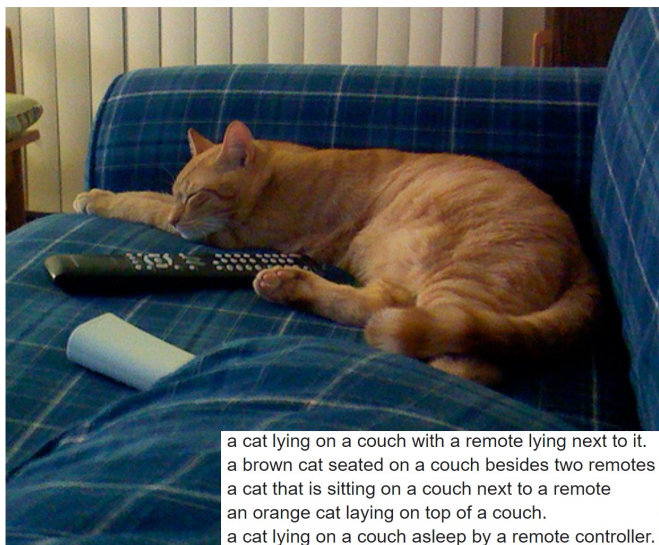 a cat lying on a couch with a remote lying next to it.
a brown cat seated on a couch besides two remotes
a cat that is sitting on a couch next to a remote
an orange cat laying on top of a couch.
a cat lying on a couch asleep by a remote controller.